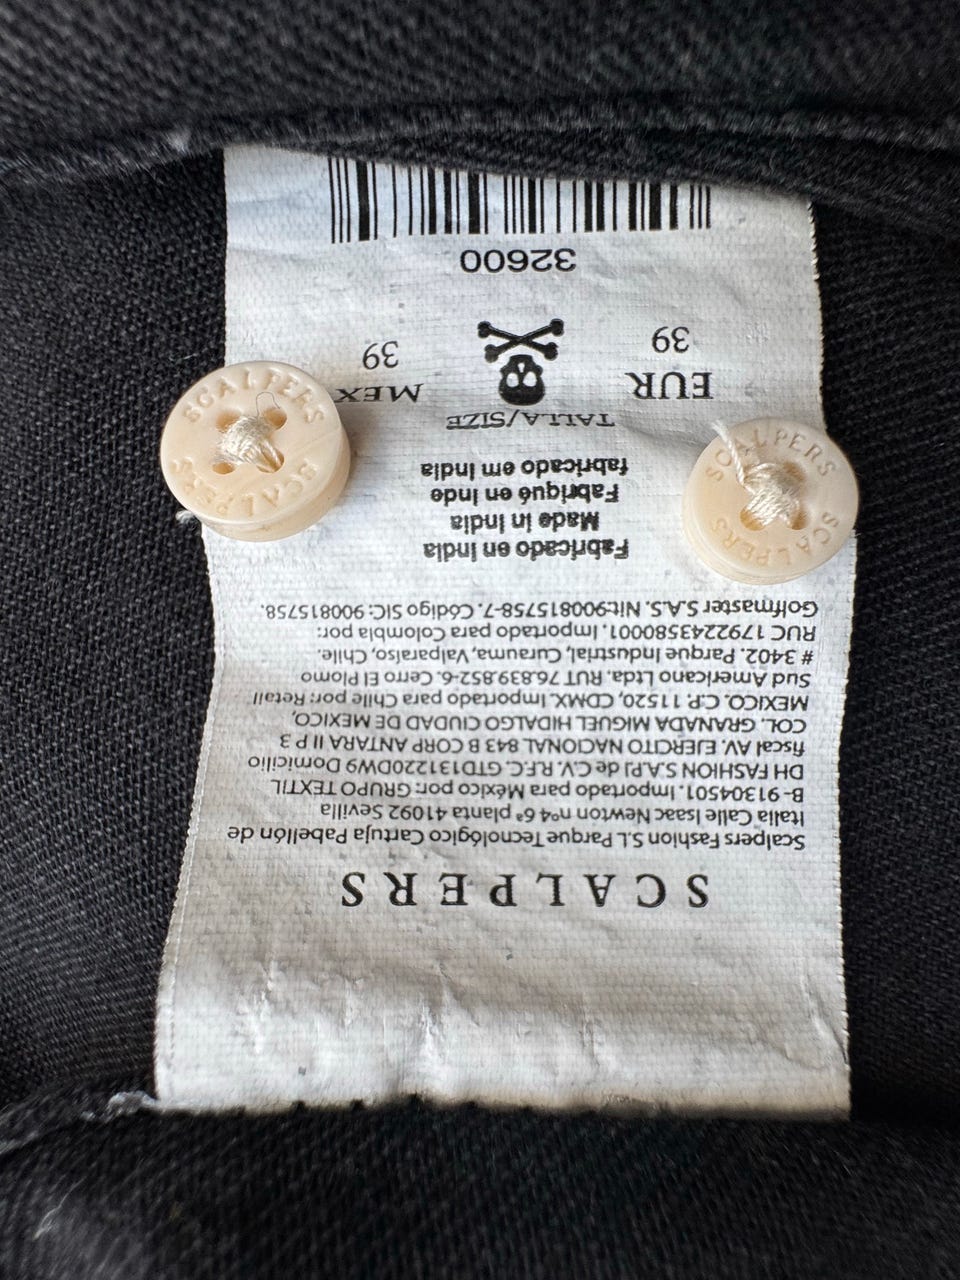 SCALPERS
Scalpers Fashion S.L Parque Tecnológico Cartuja Pabellón de
Italia Calle Isaac Newton nº4 6ª planta 41092 Sevilla
B-91304501. Importado para México por: GRUPO TEXTIL
DH FASHION S.A.P.I de C.V. R.F.C. GTD131220DW9 Domicilio
fiscal AV. EJERCITO NACIONAL 843 B CORP ANTARA II P 3
COL. GRANADA MIGUEL HIDALGO CIUDAD DE MEXICO,
MEXICO. C.P. 11520, CDMX. Importado para Chile por: Retail
Sud Americano Ltda. RUT 76.839.852-6. Cerro El Plomo
# 3402. Parque Industrial, Curauma, Valparaíso, Chile.
RUC 1792243580001. Importado para Colombia por:
Golfmaster S.A.S. Nit:900815758-7. Código SIC: 900815758.
Fabricado en India
Made in India
Fabriqué en Inde
fabricado em India
TALLA/SIZE
EUR MEX
39 39
32600
SCALPERS
SCALPERS
SCALPERS
SCALPERS